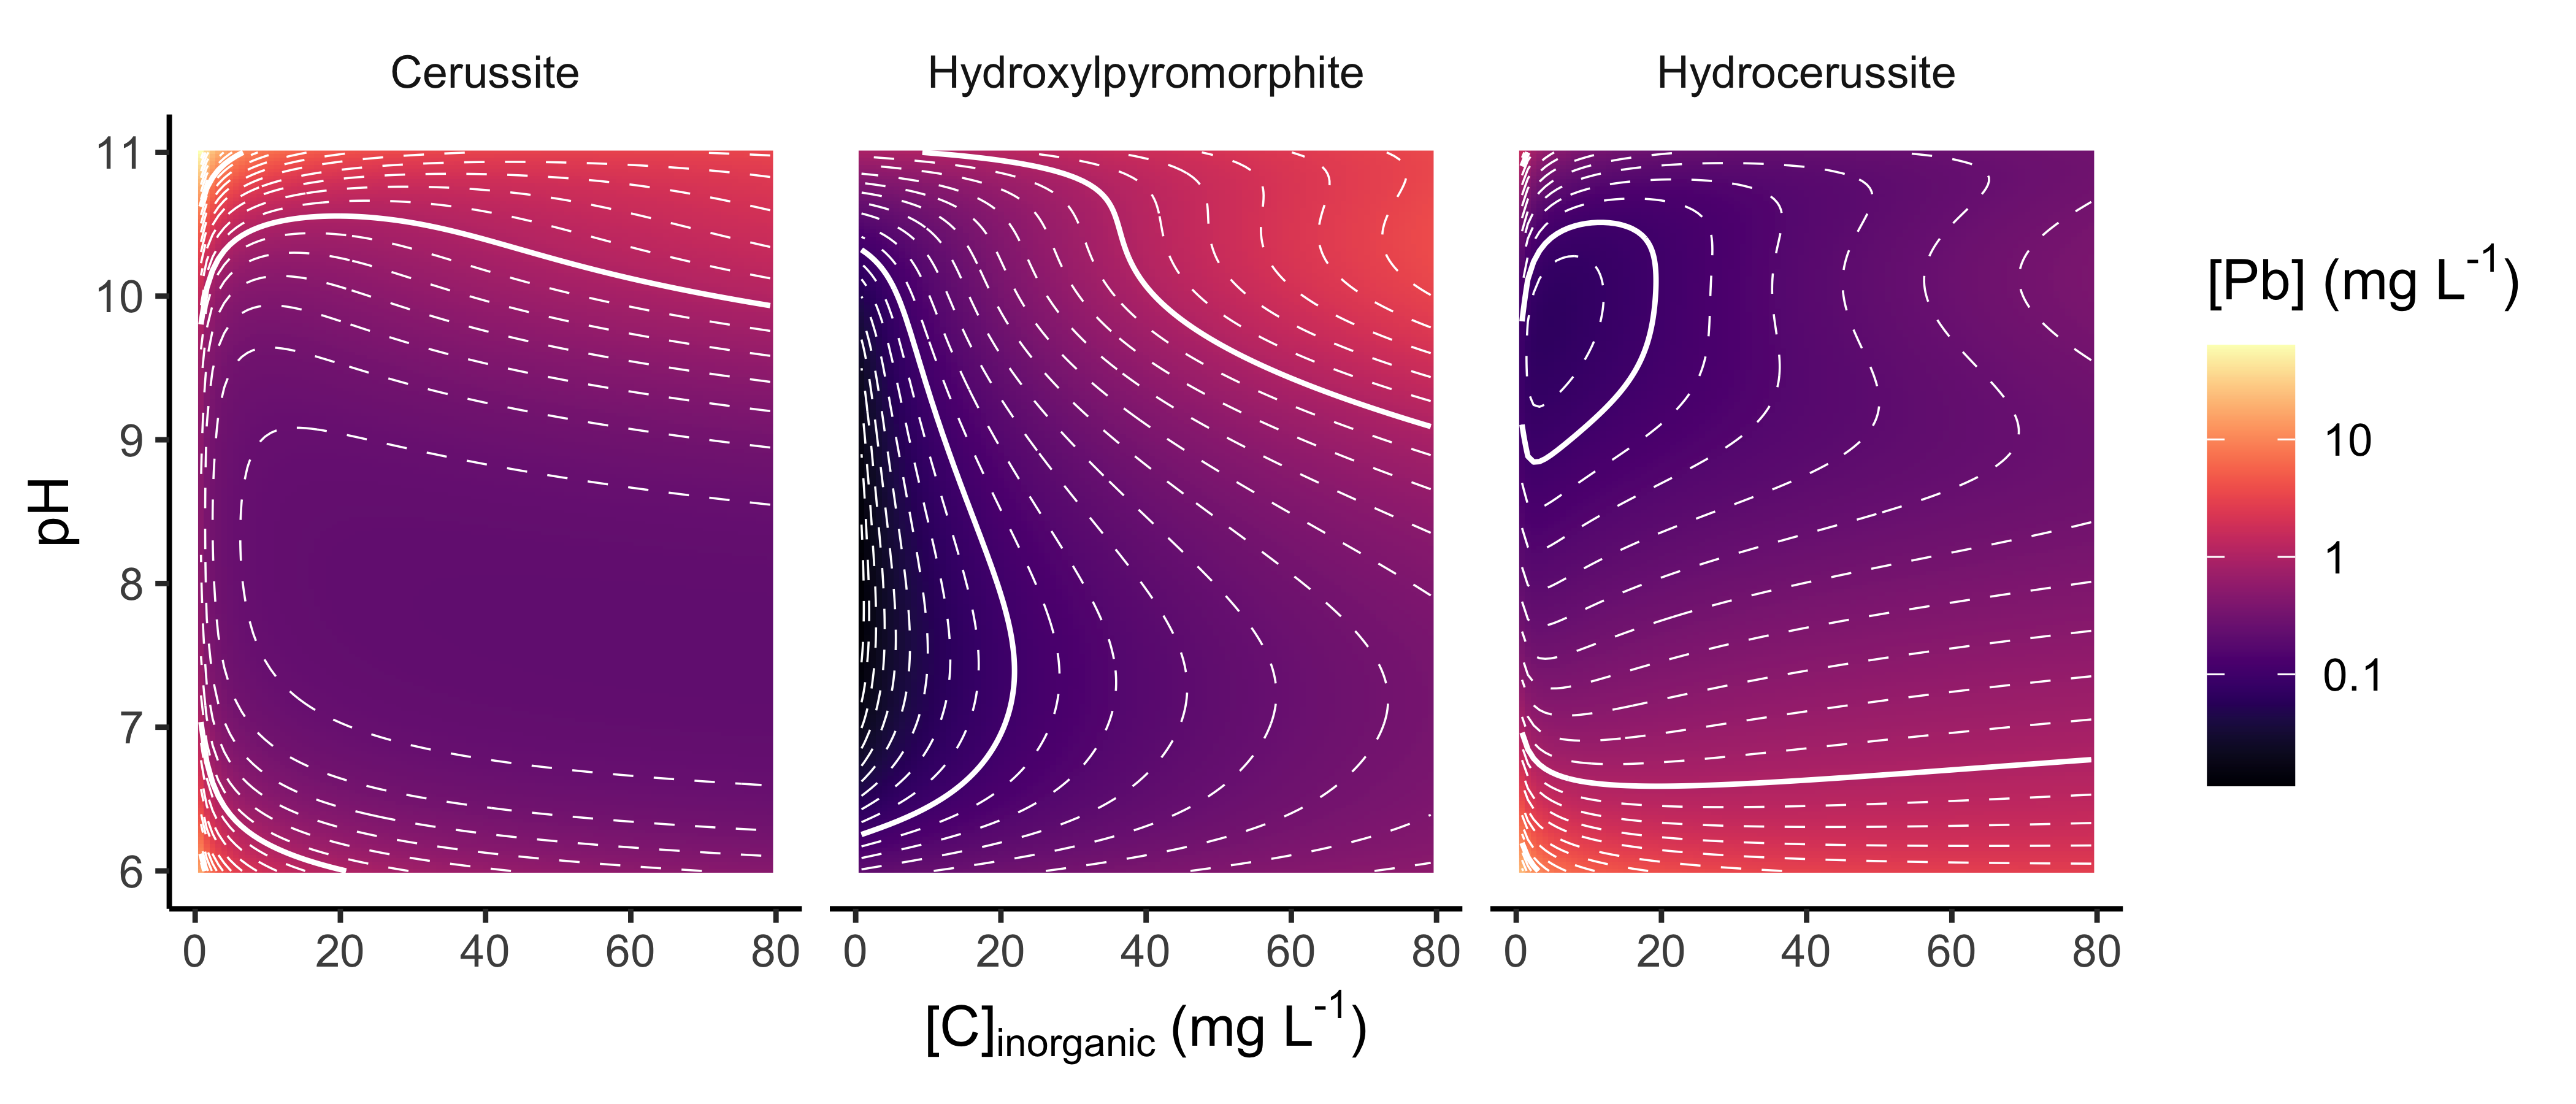 Cerussite Hydroxylpyromorphite Hydrocerussite
11
10
9
8
7
6
pH
0 20 40 60 80 0 20 40 60 80 0 20 40 60 80
[C]inorganic (mg L-1)
[Pb] (mg L-1)
10
1
0.1